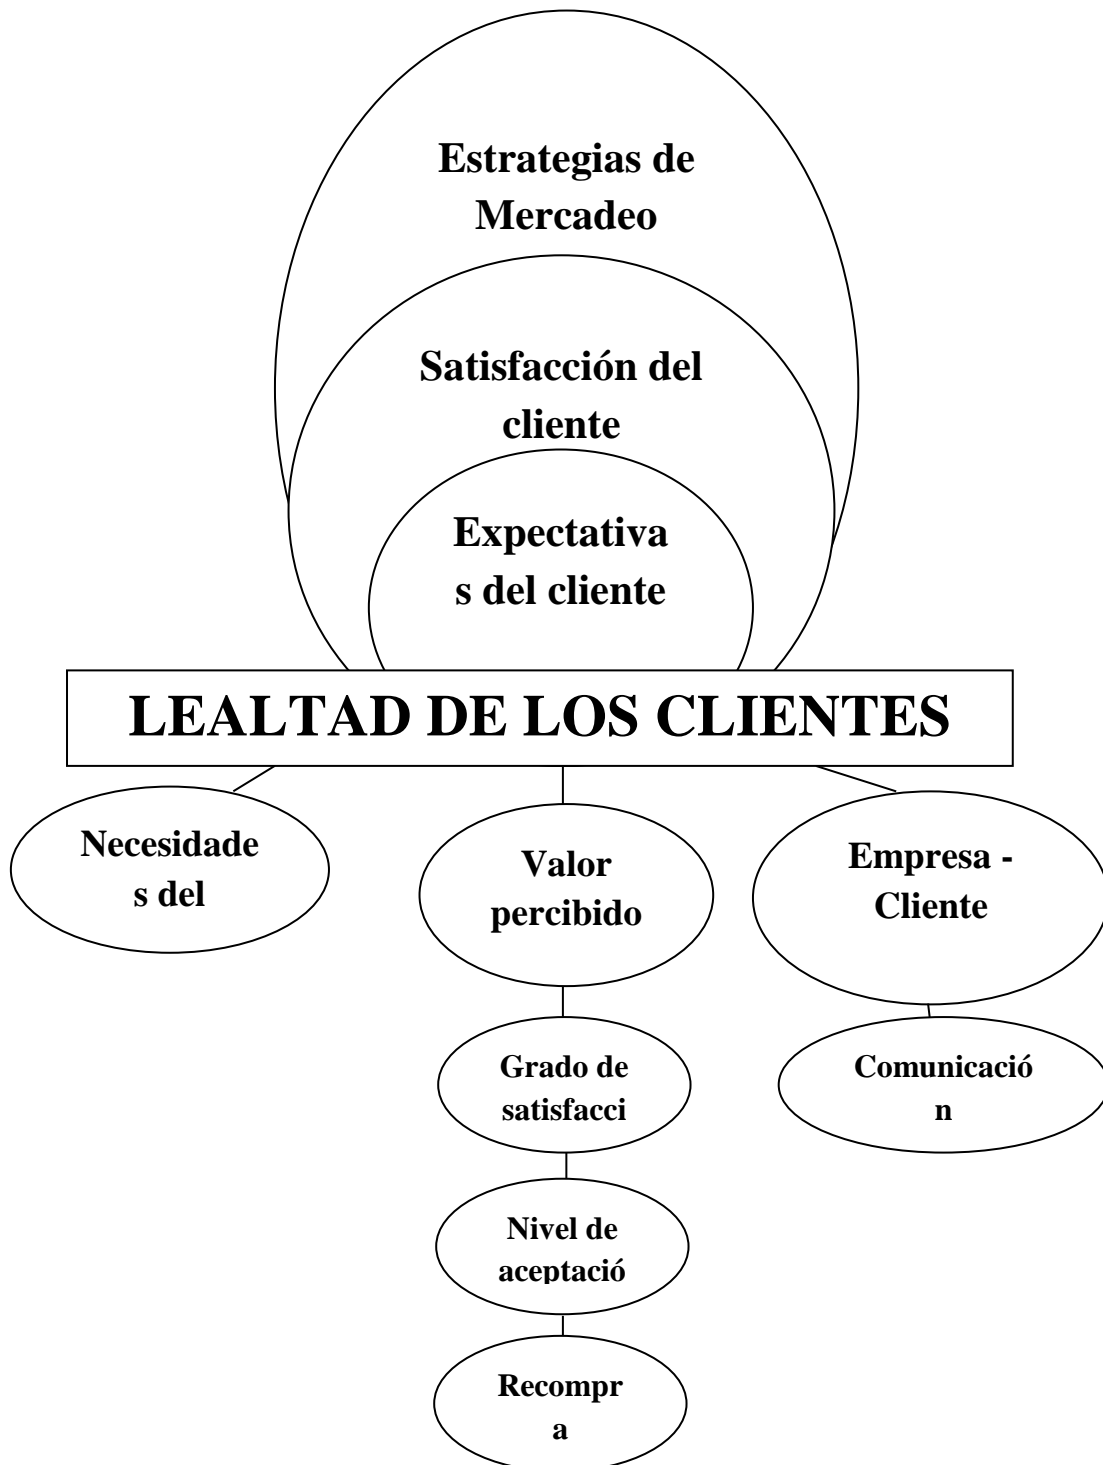 Estrategias de
Mercadeo
Satisfacción del
cliente
Expectativa
s del cliente
LEALTAD DE LOS CLIENTES
Necesidade
s del
Valor
percibido
Empresa -
Cliente
Grado de
satisfacci
Comunicació
n
Nivel de
aceptació
Recompr
a